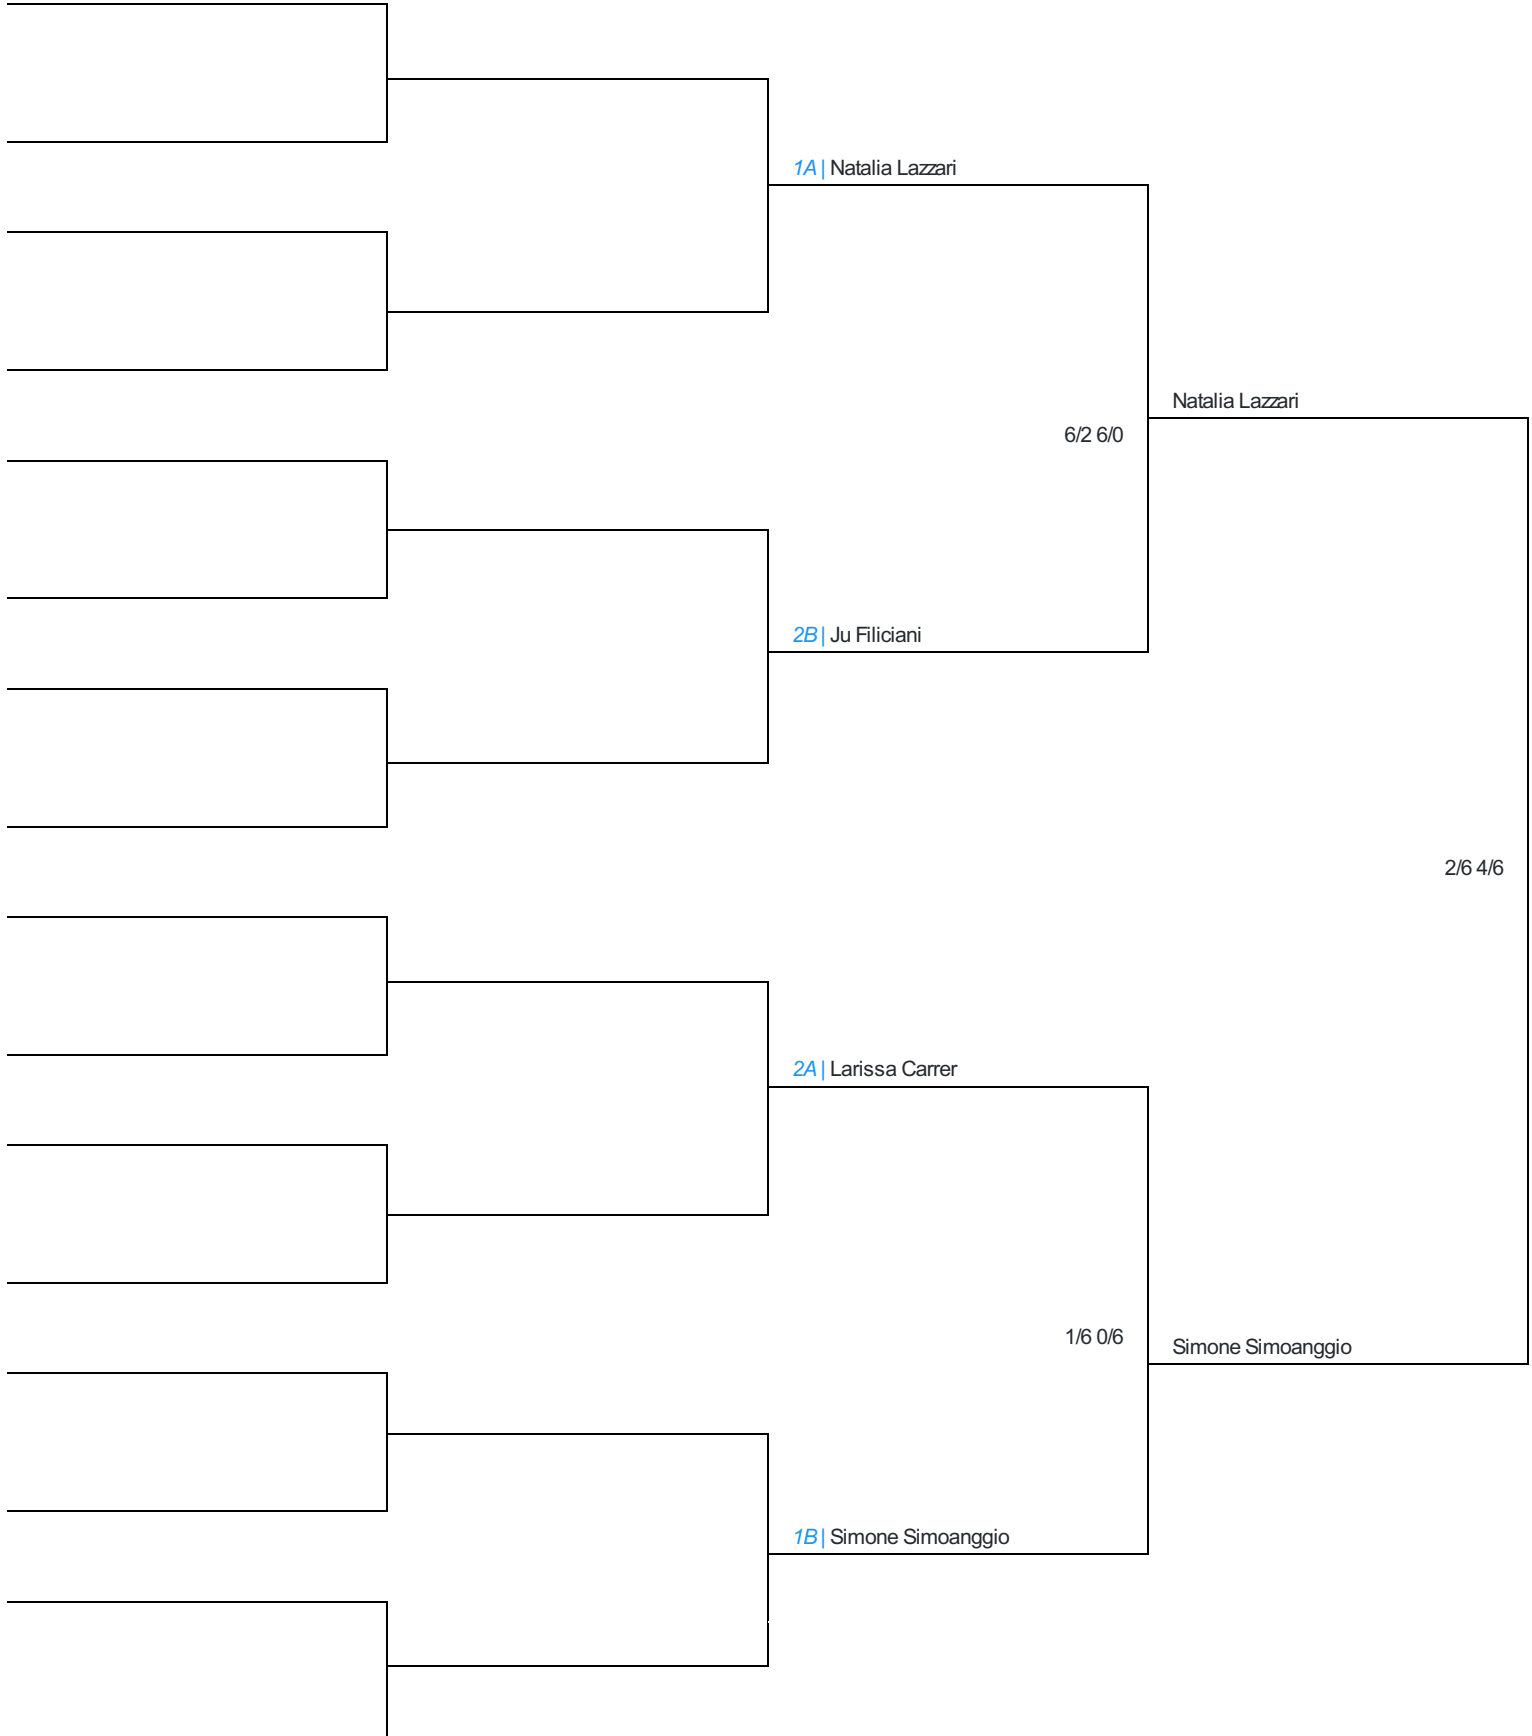 1A | Natalia Lazzari
Natalia Lazzari
6/2 6/0
2B | Ju Filiciani
2/6 4/6
2A | Larissa Carrer
1/6 0/6
Simone Simoanggio
1B | Simone Simoanggio